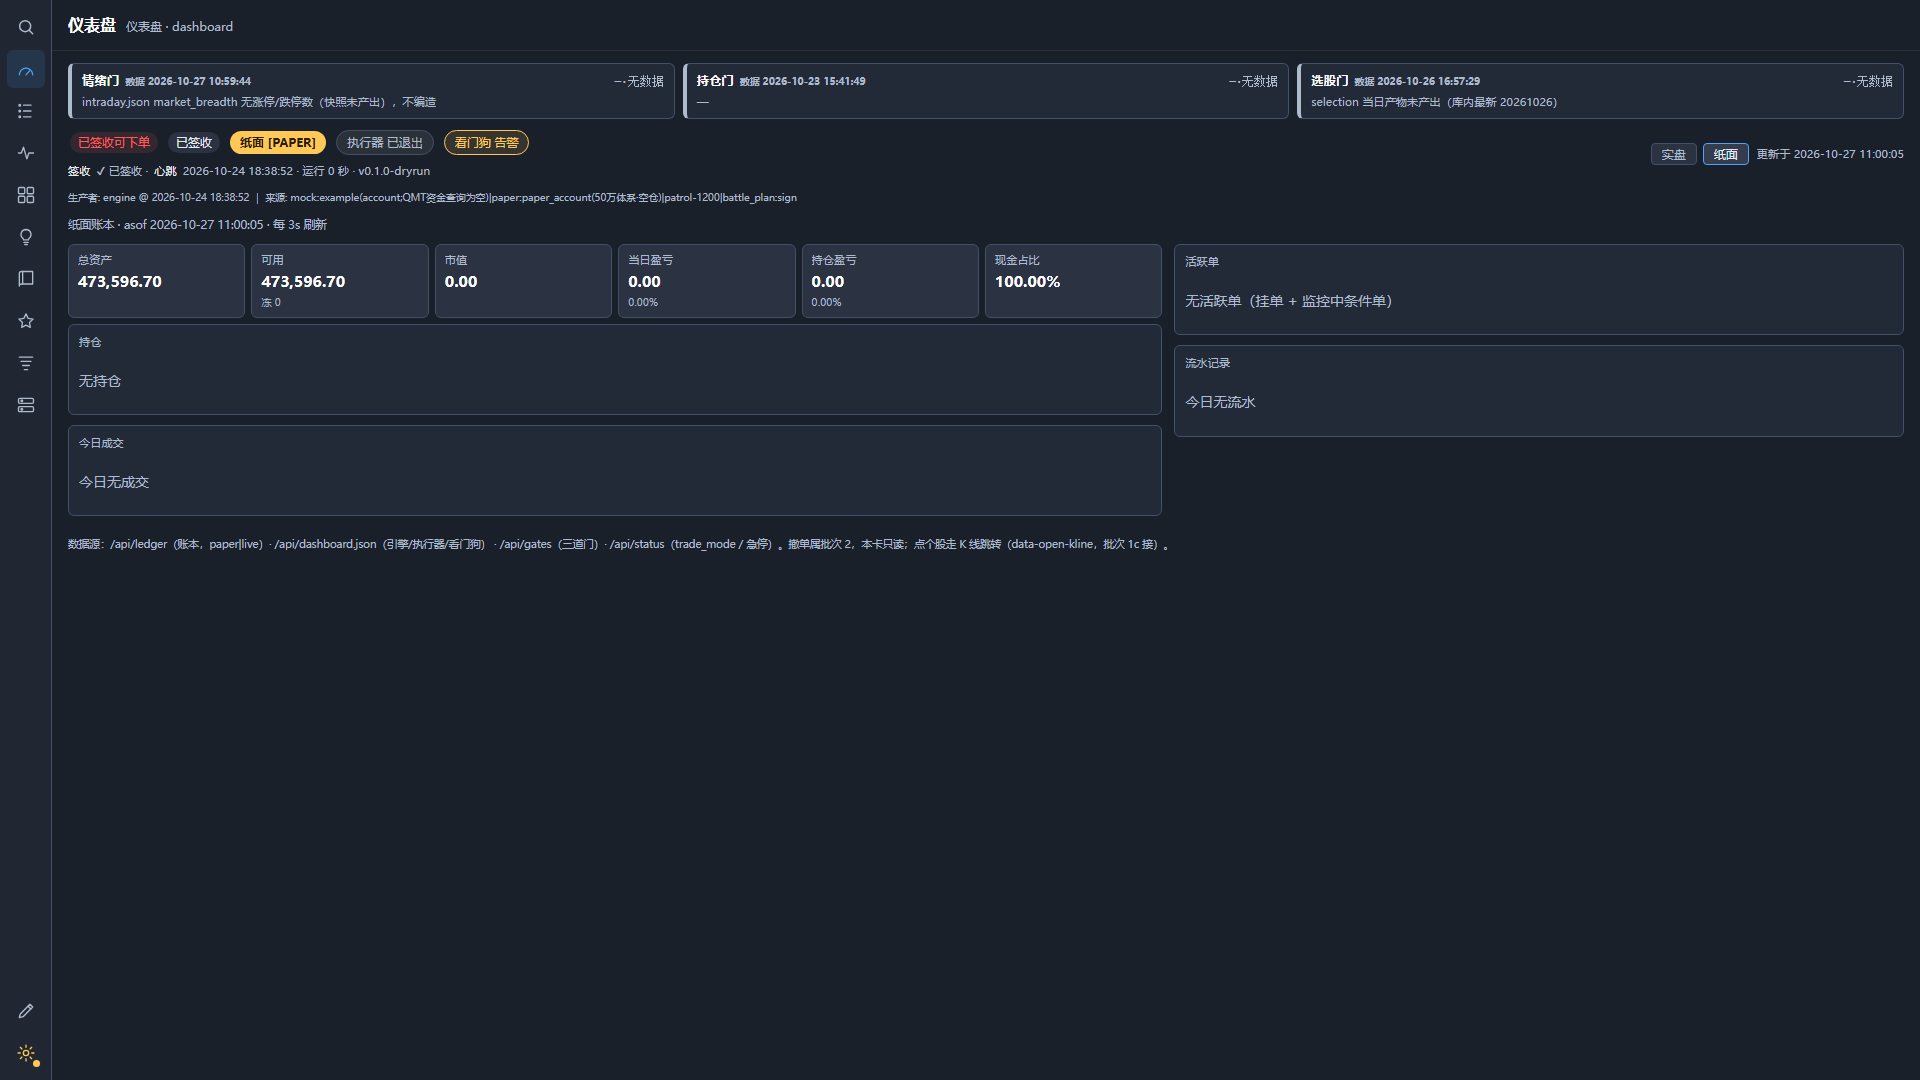 仪表盘 仪表盘 · dashboard
情绪门 数据 2026-10-27 10:59:44 —·无数据
intraday.json market_breadth 无涨停/跌停数（快照未产出），不编造
持仓门 数据 2026-10-23 15:41:49 —·无数据
—
选股门 数据 2026-10-26 16:57:29 —·无数据
selection 当日产物未产出（库内最新 20261026）
已签收可下单 已签收 纸面 [PAPER] 执行器 已退出 看门狗 告警
实盘 纸面 更新于 2026-10-27 11:00:05
签收 ✓ 已签收 · 心跳 2026-10-24 18:38:52 · 运行 0 秒 · v0.1.0-dryrun
生产者: engine @ 2026-10-24 18:38:52 | 来源: mock:example(account;QMT资金查询为空)|paper:paper_account(50万体系·空仓)|patrol-1200|battle_plan:sign
纸面账本 · asof 2026-10-27 11:00:05 · 每 3s 刷新
总资产
473,596.70
可用
473,596.70
冻 0
市值
0.00
当日盈亏
0.00
0.00%
持仓盈亏
0.00
0.00%
现金占比
100.00%
持仓
无持仓
今日成交
今日无成交
活跃单
无活跃单（挂单 + 监控中条件单）
流水记录
今日无流水
数据源：/api/ledger（账本，paper|live）· /api/dashboard.json（引擎/执行器/看门狗） · /api/gates（三道门）· /api/status（trade_mode / 急停）。撤单属批次 2，本卡只读；点个股走 K 线跳转（data-open-kline，批次 1c 接）。